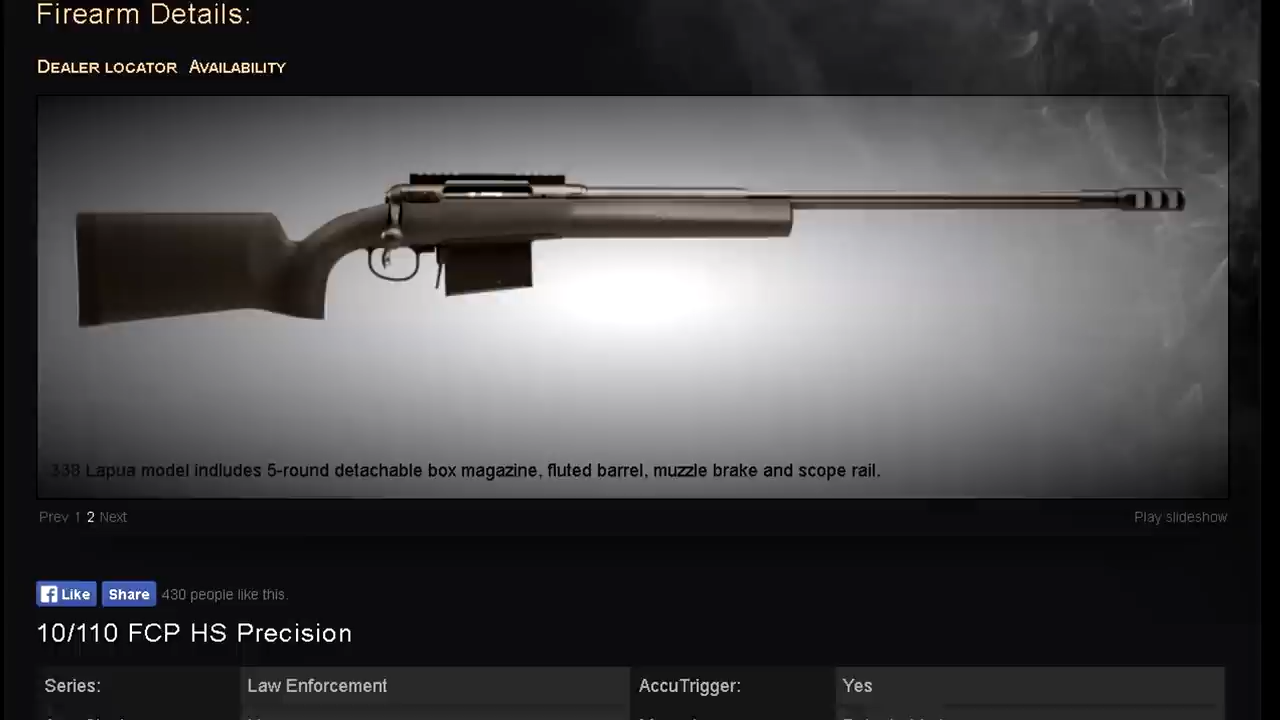 Firearm Details:
DEALER LOCATOR AVAILABILITY
338 Lapua model indludes 5-round detachable box magazine, fluted barrel, muzzle brake and scope rail.
Prev 1 2 Next
Play slideshow
Like Share 430 people like this.
10/110 FCP HS Precision
Series: Law Enforcement AccuTrigger: Yes